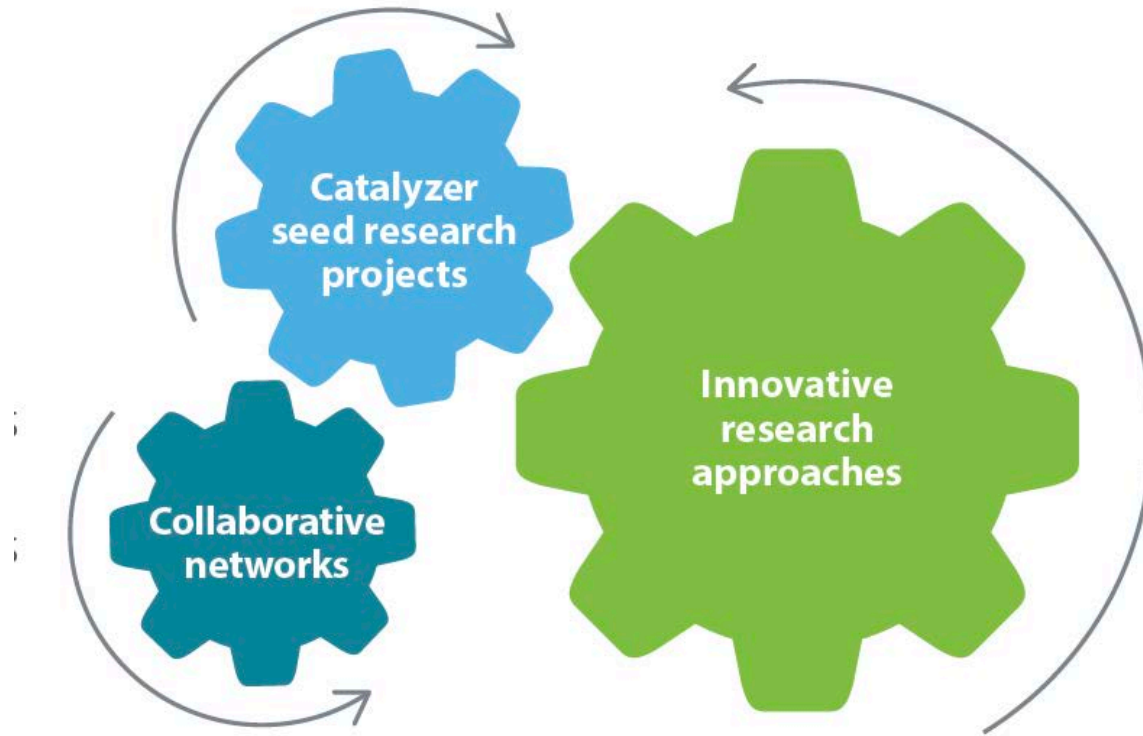 Catalyzer
seed research
projects
Innovative
research
approaches
Collaborative
networks